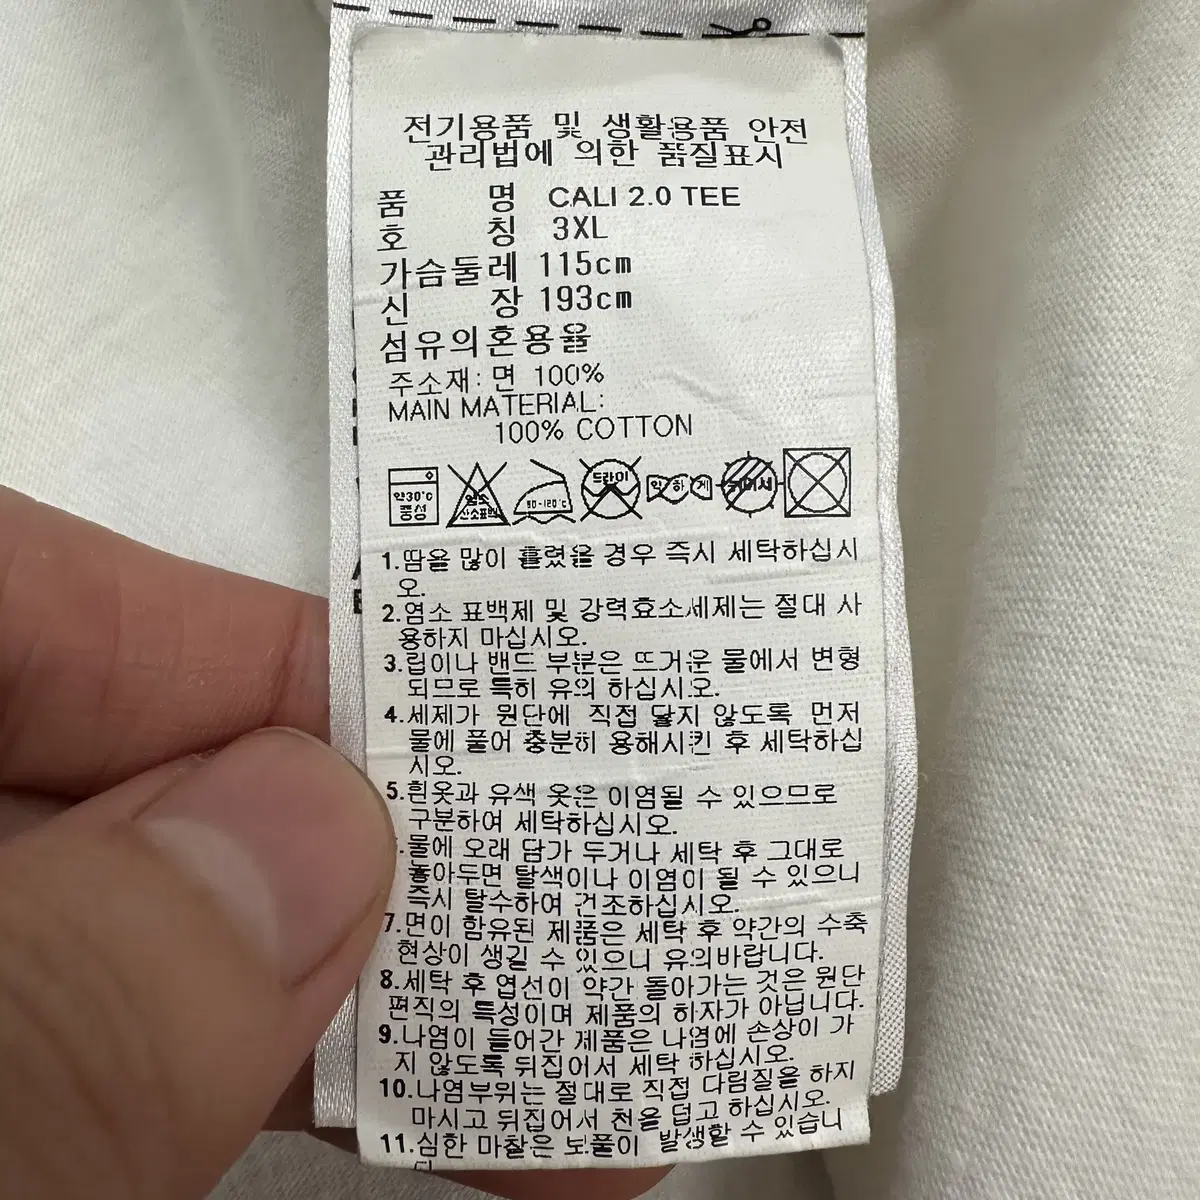 전기용품 및 생활용품 안전
관리법에 의한 품질표시
품 명 CALI 2.0 TEE
호 칭 3XL
가슴둘레 115cm
신 장 193cm
섬유의혼용율
주소재: 면 100%
MAIN MATERIAL:
100% COTTON
약30℃ 중성 염소 산소표백 80-120℃ 드라이 약하게
1.땀을 많이 흘렸을 경우 즉시 세탁하십시
오.
2.염소 표백제 및 강력효소세제는 절대 사
용하지 마십시오.
3.립이나 밴드 부분은 뜨거운 물에서 변형
되므로 특히 유의 하십시오.
4.세제가 원단에 직접 닿지 않도록 먼저
물에 풀어 충분히 용해시킨 후 세탁하십
시오.
5.흰옷과 유색 옷은 이염될 수 있으므로
구분하여 세탁하십시오.
.물에 오래 담가 두거나 세탁 후 그대로
놓아두면 탈색이나 이염이 될 수 있으니
즉시 탈수하여 건조하십시오.
7.면이 함유된 제품은 세탁 후 약간의 수축
현상이 생길 수 있으니 유의바랍니다.
8.세탁 후 옆선이 약간 돌아가는 것은 원단
편직의 특성이며 제품의 하자가 아닙니다.
9.나염이 들어간 제품은 나염에 손상이 가
지 않도록 뒤집어서 세탁 하십시오.
10.나염부위는 절대로 직접 다림질을 하지
마시고 뒤집어서 천을 덥고 하십시오.
11.심한 마찰은 보풀이 발생할 수 있습니